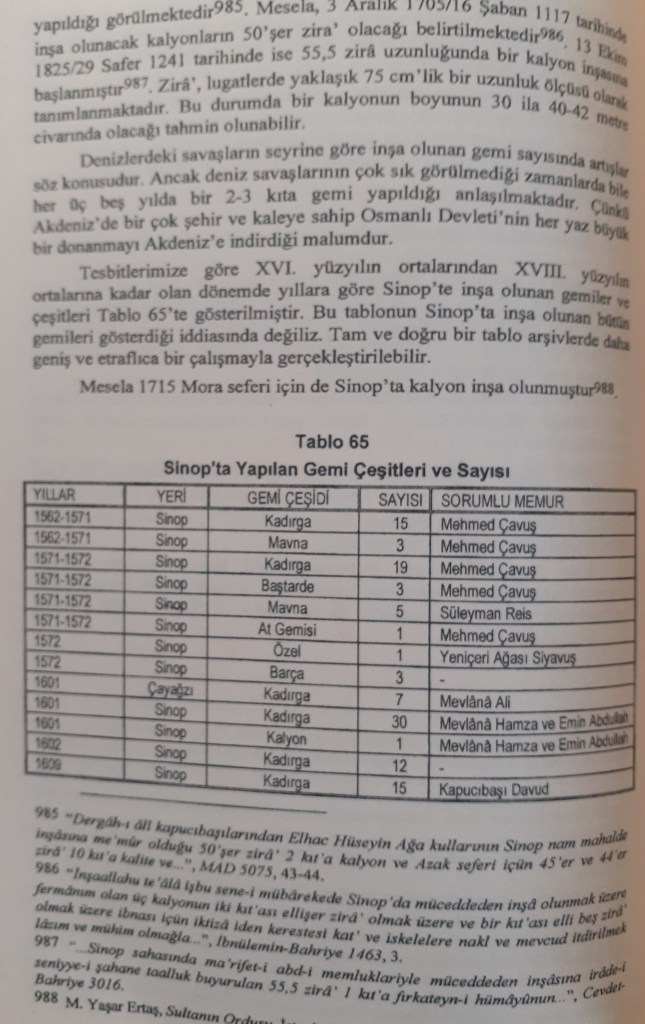 yapıldığı görülmektedir985. Mesela, 3 Aralık 1705/16 Şaban 1117 tarihinde
inşa olunacak kalyonların 50'şer zira' olacağı belirtilmektedir986. 13 Ekim
1825/29 Safer 1241 tarihinde ise 55,5 zirâ uzunluğunda bir kalyon inşasına
başlanmıştır987. Zirâ', lugatlerde yaklaşık 75 cm'lik bir uzunluk ölçüsü olarak
tanımlanmaktadır. Bu durumda bir kalyonun boyunun 30 ila 40-42 metre
civarında olacağı tahmin olunabilir.
Denizlerdeki savaşların seyrine göre inşa olunan gemi sayısında artışlar
söz konusudur. Ancak deniz savaşlarının çok sık görülmediği zamanlarda bile
her üç beş yılda bir 2-3 kıta gemi yapıldığı anlaşılmaktadır. Çünkü
Akdeniz'de bir çok şehir ve kaleye sahip Osmanlı Devleti'nin her yaz büyük
bir donanmayı Akdeniz'e indirdiği malumdur.
Tesbitlerimize göre XVI. yüzyılın ortalarından XVIII. yüzyılın
ortalarına kadar olan dönemde yıllara göre Sinop'te inşa olunan gemiler ve
çeşitleri Tablo 65'te gösterilmiştir. Bu tablonun Sinop'ta inşa olunan bütün
gemileri gösterdiği iddiasında değiliz. Tam ve doğru bir tablo arşivlerde daha
geniş ve etraflıca bir çalışmayla gerçekleştirilebilir.
Mesela 1715 Mora seferi için de Sinop'ta kalyon inşa olunmuştur988.
Tablo 65
Sinop'ta Yapılan Gemi Çeşitleri ve Sayısı
YILLAR YERİ GEMİ ÇEŞİDİ SAYISI SORUMLU MEMUR
1562-1571 Sinop Kadırga 15 Mehmed Çavuş
1562-1571 Sinop Mavna 3 Mehmed Çavuş
1571-1572 Sinop Kadırga 19 Mehmed Çavuş
1571-1572 Sinop Baştarde 3 Mehmed Çavuş
1571-1572 Sinop Mavna 5 Süleyman Reis
1571-1572 Sinop At Gemisi 1 Mehmed Çavuş
1572 Sinop Özel 1 Yeniçeri Ağası Siyavuş
1572 Sinop Barça 3 -
1601 Çayağzı Kadırga 7 Mevlânâ Ali
1601 Sinop Kadırga 30 Mevlânâ Hamza ve Emin Abdullah
1601 Sinop Kalyon 1 Mevlânâ Hamza ve Emin Abdullah
1602 Sinop Kadırga 12 -
1609 Sinop Kadırga 15 Kapucıbaşı Davud
985 "Dergâh-ı âli kapucıbaşılarından Elhac Hüseyin Ağa kullarının Sinop nam mahalde
inşâsına me'mûr olduğu 50'şer zirâ' 2 kıt'a kalyon ve Azak seferi içün 45'er ve 44'er
zirâ' 10 kıt'a kalite ve...", MAD 5075, 43-44.
986 "İnşaallahu te'âlâ işbu sene-i mübârekede Sinop'da müceddeden inşâ olunmak üzere
fermânım olan üç kalyonun iki kıt'ası ellişer zirâ' olmak üzere ve bir kıt'ası elli beş zirâ'
olmak üzere ibnası için iktizâ iden kerestesi kat' ve iskelelere nakl ve mevcud itdirilmek
lâzım ve mühim olmağla...", İbnülemin-Bahriye 1463, 3.
987 "...Sinop sahasında ma'rifet-i abd-i memluklariyle müceddeden inşâsına irâde-i
seniyye-i şahane taalluk buyurulan 55,5 zirâ' 1 kıt'a fırkateyn-i hümâyûnun...", Cevdet-
Bahriye 3016.
988 M. Yaşar Ertaş, Sultanın Ordusu,